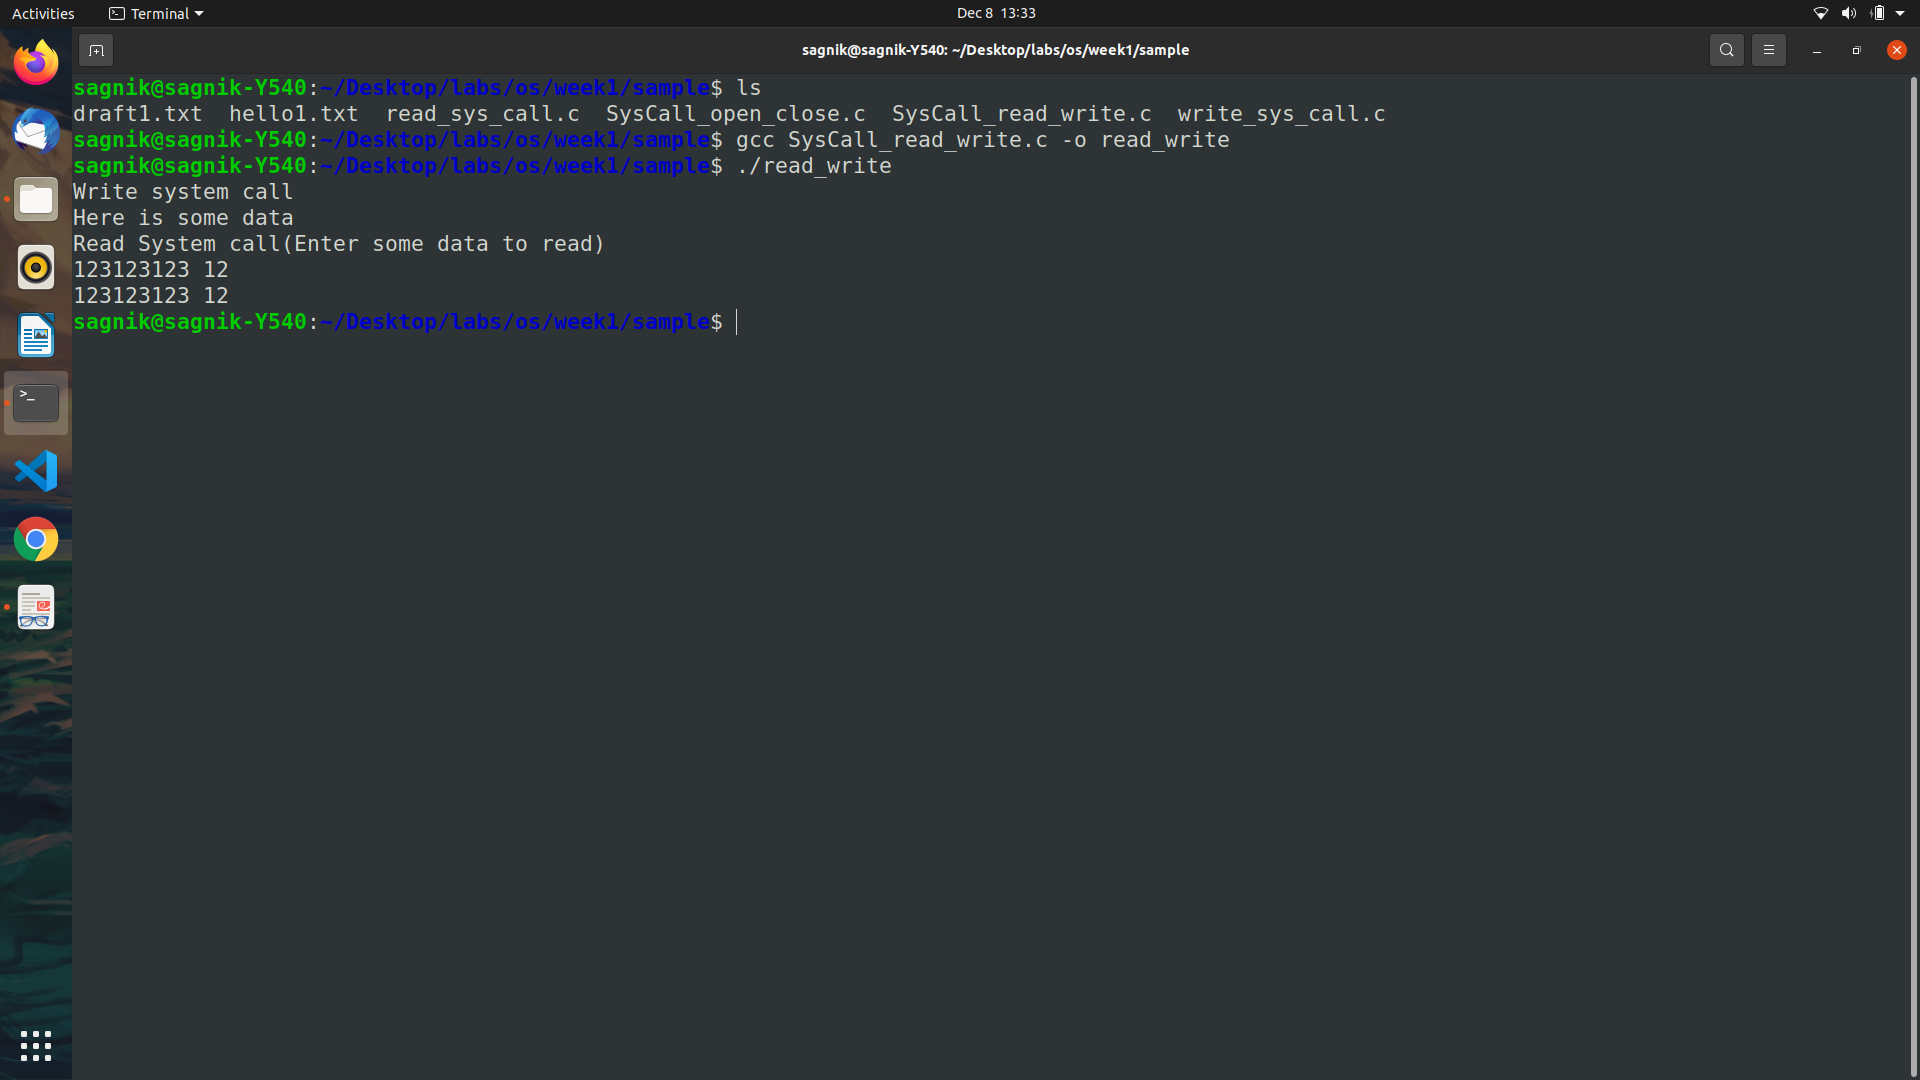 Activities Terminal Dec 8 13:33
sagnik@sagnik-Y540: ~/Desktop/labs/os/week1/sample
sagnik@sagnik-Y540:~/Desktop/labs/os/week1/sample$ ls
draft1.txt  hello1.txt  read_sys_call.c  SysCall_open_close.c  SysCall_read_write.c  write_sys_call.c
sagnik@sagnik-Y540:~/Desktop/labs/os/week1/sample$ gcc SysCall_read_write.c -o read_write
sagnik@sagnik-Y540:~/Desktop/labs/os/week1/sample$ ./read_write
Write system call
Here is some data
Read System call(Enter some data to read)
123123123 12
123123123 12
sagnik@sagnik-Y540:~/Desktop/labs/os/week1/sample$
>_